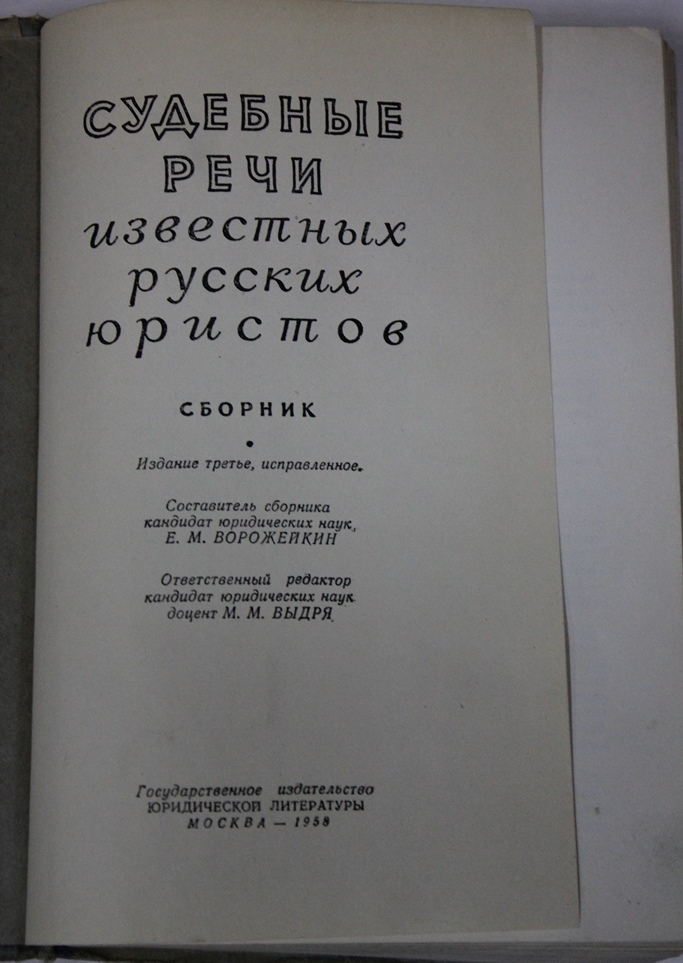 СУДЕБНЫЕ
РЕЧИ
известных
русских
юристов
СБОРНИК
Издание третье, исправленное.
Составитель сборника
кандидат юридических наук,
Е. М. ВОРОЖЕЙКИН
Ответственный редактор
кандидат юридических наук
доцент М. М. ВЫДРЯ
Государственное издательство
ЮРИДИЧЕСКОЙ ЛИТЕРАТУРЫ
МОСКВА — 1958